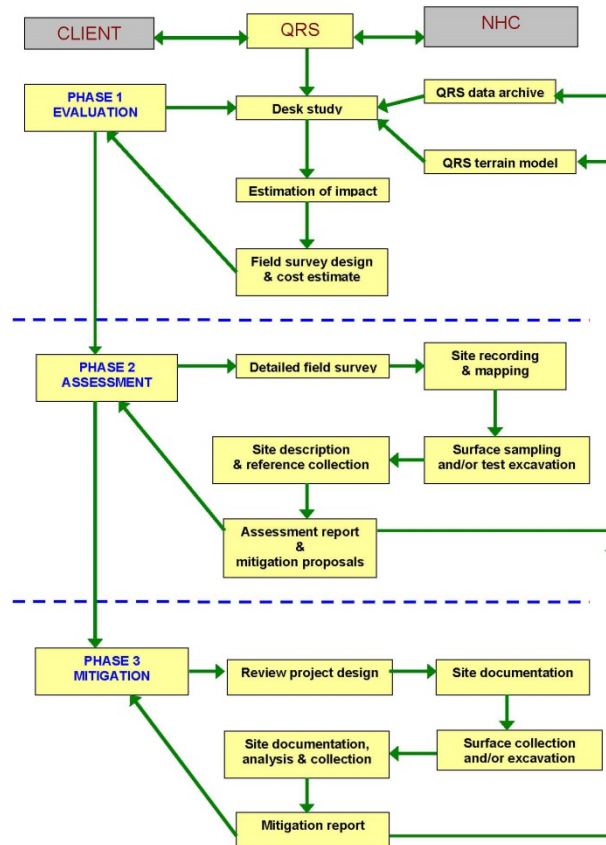 CLIENT
QRS
NHC
PHASE 1
EVALUATION
Desk study
QRS data archive
QRS terrain model
Estimation of impact
Field survey design
& cost estimate
PHASE 2
ASSESSMENT
Detailed field survey
Site recording
& mapping
Site description
& reference collection
Surface sampling
and/or test excavation
Assessment report
&
mitigation proposals
PHASE 3
MITIGATION
Review project design
Site documentation
Site documentation,
analysis & collection
Surface collection
and/or excavation
Mitigation report